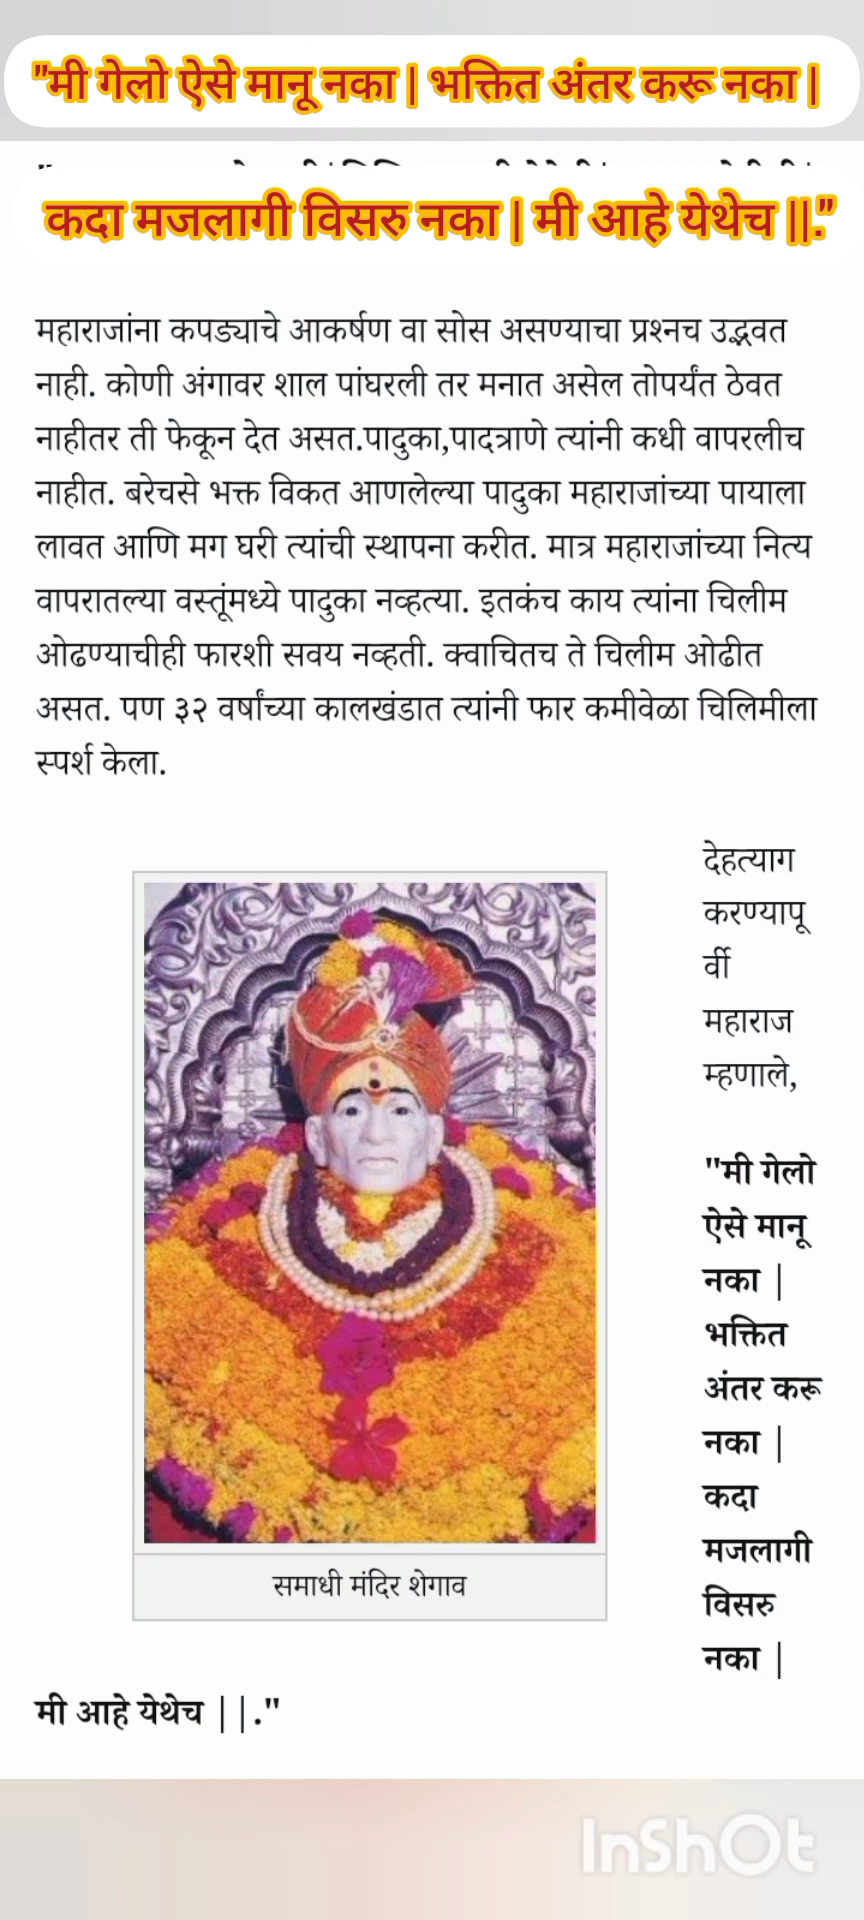 "मी गेलो ऐसे मानू नका | भक्तित अंतर करू नका |
कदा मजलागी विसरु नका | मी आहे येथेच ||."
महाराजांना कपड्याचे आकर्षण वा सोस असण्याचा प्रश्नच उद्भवत
नाही. कोणी अंगावर शाल पांघरली तर मनात असेल तोपर्यंत ठेवत
नाहीतर ती फेकून देत असत.पादुका,पादत्राणे त्यांनी कधी वापरलीच
नाहीत. बरेचसे भक्त विकत आणलेल्या पादुका महाराजांच्या पायाला
लावत आणि मग घरी त्यांची स्थापना करीत. मात्र महाराजांच्या नित्य
वापरातल्या वस्तूंमध्ये पादुका नव्हत्या. इतकंच काय त्यांना चिलीम
ओढण्याचीही फारशी सवय नव्हती. क्वाचितच ते चिलीम ओढीत
असत. पण ३२ वर्षांच्या कालखंडात त्यांनी फार कमीवेळा चिलिमीला
स्पर्श केला.
देहत्याग
करण्यापू
र्वी
महाराज
म्हणाले,
"मी गेलो
ऐसे मानू
नका |
भक्तित
अंतर करू
नका |
कदा
मजलागी
विसरु
नका |
मी आहे येथेच ||."
समाधी मंदिर शेगाव
InShOt